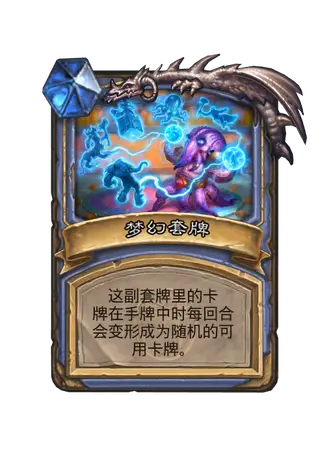 梦幻套牌
这副套牌里的卡
牌在手牌中时每回合
会变形成为随机的可
用卡牌。